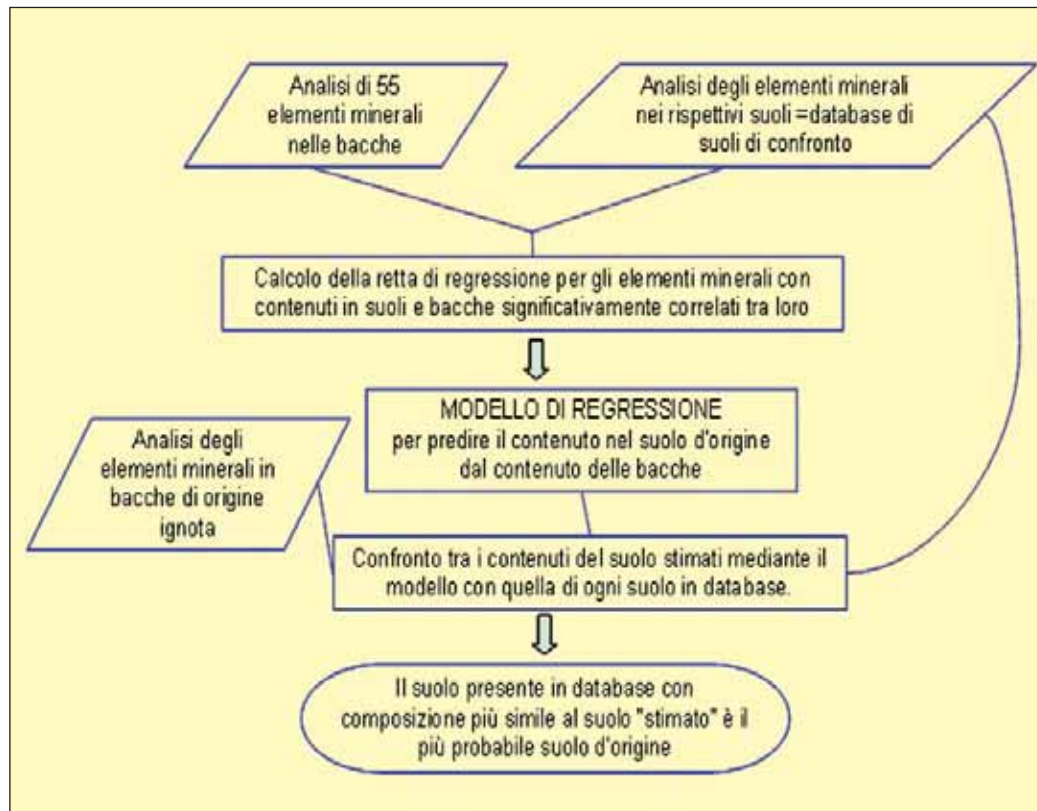 Analisi di 55
elementi minerali
nelle bacche
Analisi degli elementi minerali
nei rispettivi suoli =database di
suoli di confronto
Calcolo della retta di regressione per gli elementi minerali con
contenuti in suoli e bacche significativamente correlati tra loro
MODELLO DI REGRESSIONE
per predire il contenuto nel suolo d'origine
dal contenuto delle bacche
Analisi degli
elementi minerali in
bacche di origine
ignota
Confronto tra i contenuti del suolo stimati mediante il
modello con quella di ogni suolo in database.
Il suolo presente in database con
composizione più simile al suolo "stimato" è il
più probabile suolo d'origine